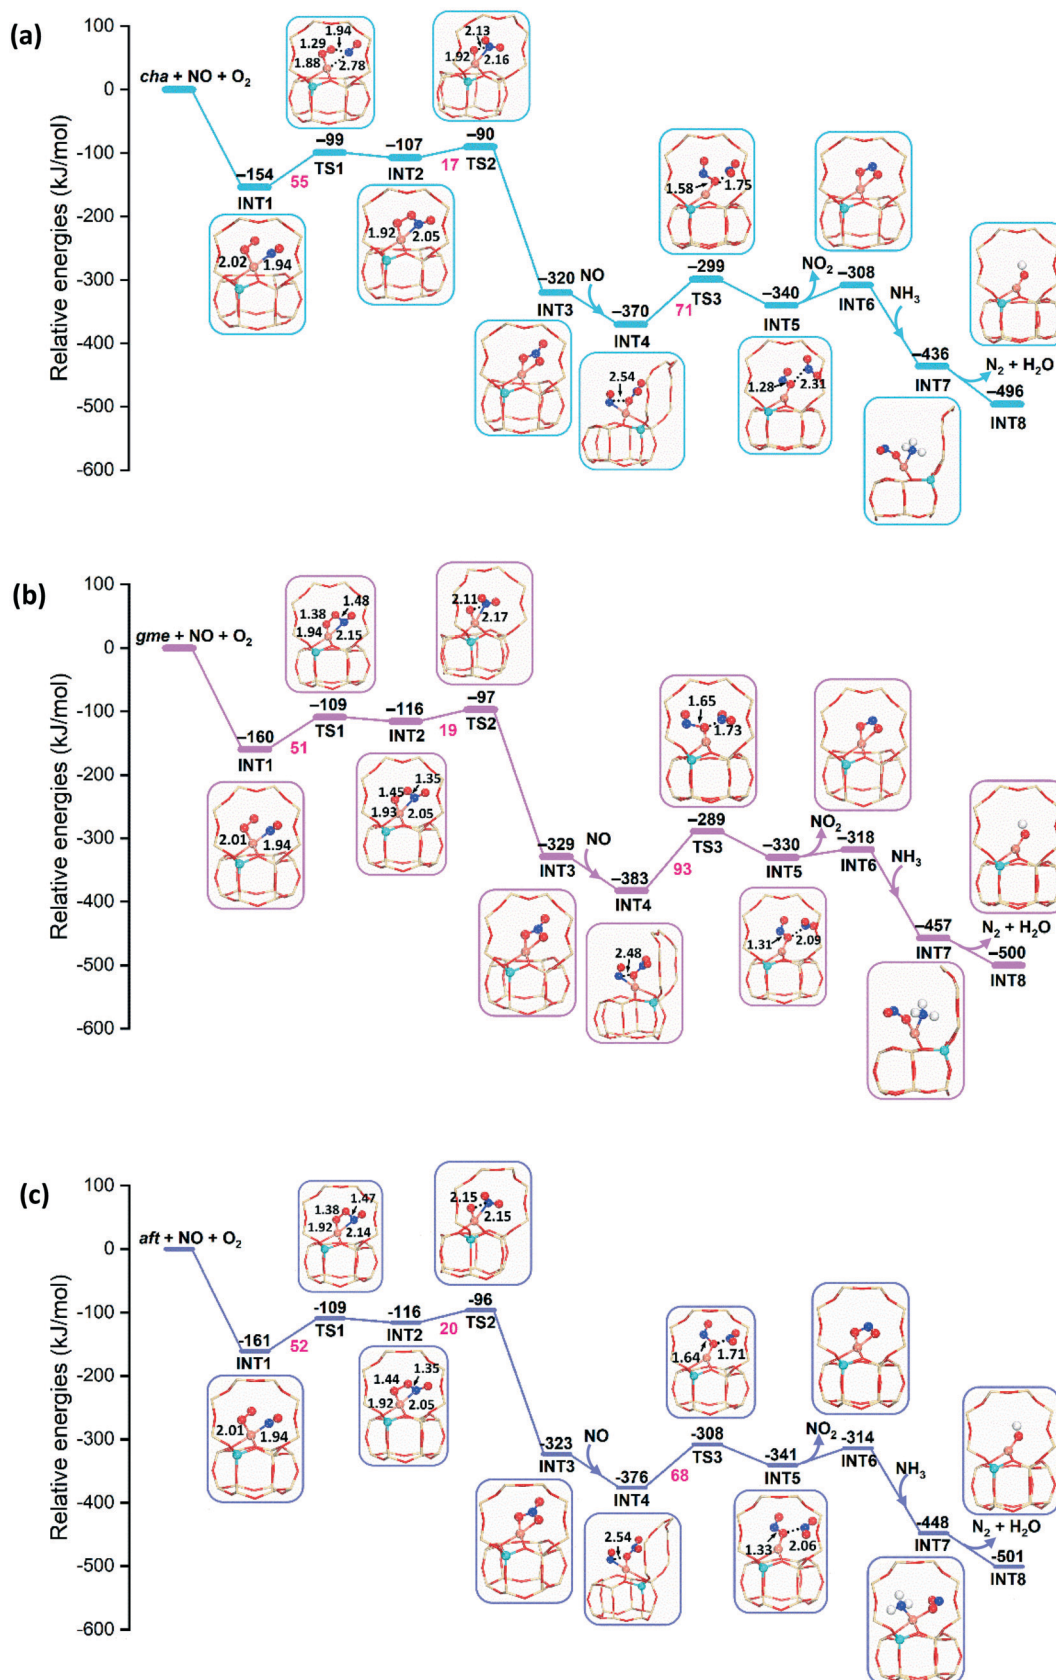 (a)
Relative energies (kJ/mol)
100
0
-100
-200
-300
-400
-500
-600
cha + NO + O2
−154
INT1
2.02
1.94
55
−99
TS1
1.94
1.29
1.88
2.78
−107
INT2
1.92
2.05
17
−90
TS2
2.13
1.92
2.16
−320
INT3
NO
−370
INT4
2.54
71
−299
TS3
1.58
1.75
−340
INT5
1.28
2.31
NO2
−308
INT6
NH3
−436
INT7
N2 + H2O
−496
INT8
(b)
Relative energies (kJ/mol)
100
0
-100
-200
-300
-400
-500
-600
gme + NO + O2
−160
INT1
2.01
1.94
51
−109
TS1
1.38
1.48
1.94
2.15
−116
INT2
1.45
1.35
1.93
2.05
19
−97
TS2
2.11
2.17
−329
INT3
NO
−383
INT4
2.48
93
−289
TS3
1.65
1.73
−330
INT5
1.31
2.09
NO2
−318
INT6
NH3
−457
INT7
N2 + H2O
−500
INT8
(c)
Relative energies (kJ/mol)
100
0
-100
-200
-300
-400
-500
-600
aft + NO + O2
-161
INT1
2.01
1.94
52
-109
TS1
1.38
1.47
1.92
2.14
-116
INT2
1.44
1.35
1.92
2.05
20
-96
TS2
2.15
2.15
-323
INT3
NO
-376
INT4
2.54
68
-308
TS3
1.64
1.71
-341
INT5
1.33
2.06
NO2
-314
INT6
NH3
-448
INT7
N2 + H2O
-501
INT8